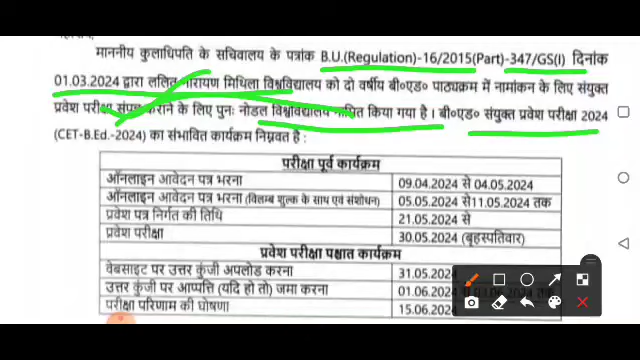 माननीय कुलाधिपति के सचिवालय के पत्रांक B.U.(Regulation)-16/2015(Part)-347/GS(I) दिनांक
01.03.2024 द्वारा ललित नारायण मिथिला विश्वविद्यालय को दो वर्षीय बी०एड० पाठ्यक्रम में नामांकन के लिए संयुक्त
प्रवेश परीक्षा संपन्न कराने के लिए पुनः नोडल विश्वविद्यालय नामित किया गया है। बी०एड० संयुक्त प्रवेश परीक्षा 2024
(CET-B.Ed.-2024) का संभावित कार्यक्रम निम्नवत है :
परीक्षा पूर्व कार्यक्रम
ऑनलाइन आवेदन पत्र भरना 09.04.2024 से 04.05.2024
ऑनलाइन आवेदन पत्र भरना (विलम्ब शुल्क के साथ एवं संशोधन) 05.05.2024 से11.05.2024 तक
प्रवेश पत्र निर्गत की तिथि 21.05.2024 से
प्रवेश परीक्षा 30.05.2024 (बृहस्पतिवार)
प्रवेश परीक्षा पश्चात कार्यक्रम
वेबसाइट पर उत्तर कुंजी अपलोड करना 31.05.2024
उत्तर कुंजी पर आप्पत्ति (यदि हो तो) जमा करना 01.06.2024
परीक्षा परिणाम की घोषणा 15.06.2024